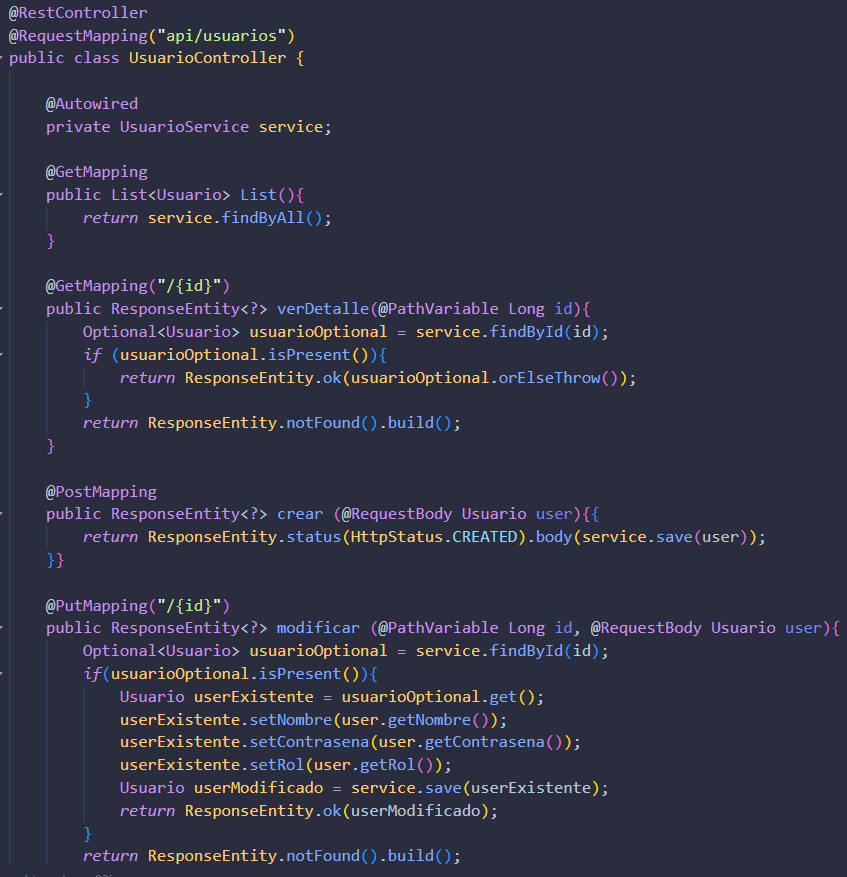 @RestController
@RequestMapping("api/usuarios")
public class UsuarioController {
@Autowired
private UsuarioService service;
@GetMapping
public List<Usuario> List(){
return service.findByAll();
}
@GetMapping("/{id}")
public ResponseEntity<?> verDetalle(@PathVariable Long id){
Optional<Usuario> usuarioOptional = service.findById(id);
if (usuarioOptional.isPresent()){
return ResponseEntity.ok(usuarioOptional.orElseThrow());
}
return ResponseEntity.notFound().build();
}
@PostMapping
public ResponseEntity<?> crear (@RequestBody Usuario user){{
return ResponseEntity.status(HttpStatus.CREATED).body(service.save(user));
}}
@PutMapping("/{id}")
public ResponseEntity<?> modificar (@PathVariable Long id, @RequestBody Usuario user){
Optional<Usuario> usuarioOptional = service.findById(id);
if(usuarioOptional.isPresent()){
Usuario userExistente = usuarioOptional.get();
userExistente.setNombre(user.getNombre());
userExistente.setContrasena(user.getContrasena());
userExistente.setRol(user.getRol());
Usuario userModificado = service.save(userExistente);
return ResponseEntity.ok(userModificado);
}
return ResponseEntity.notFound().build();